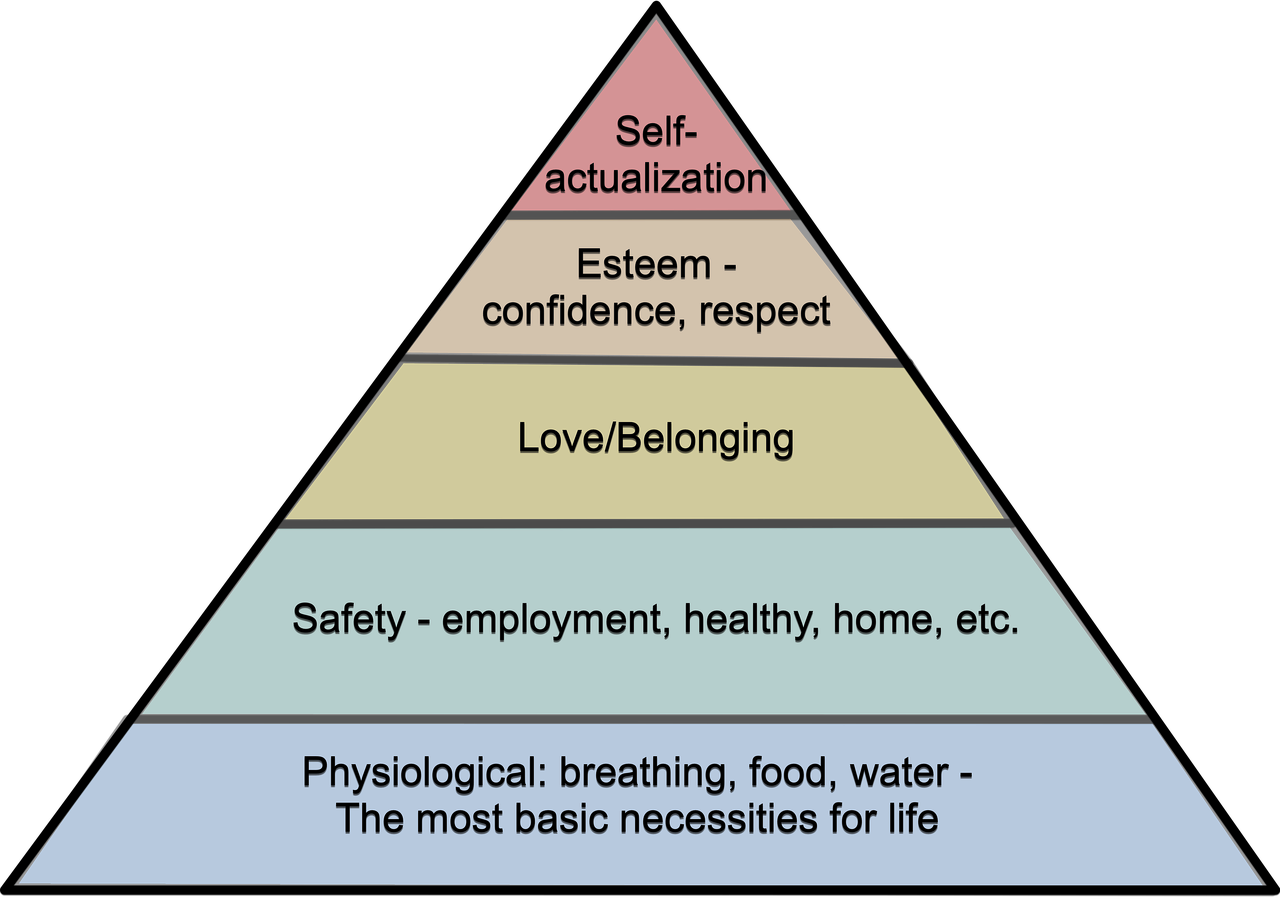 Self-
actualization
Esteem -
confidence, respect
Love/Belonging
Safety - employment, healthy, home, etc.
Physiological: breathing, food, water -
The most basic necessities for life